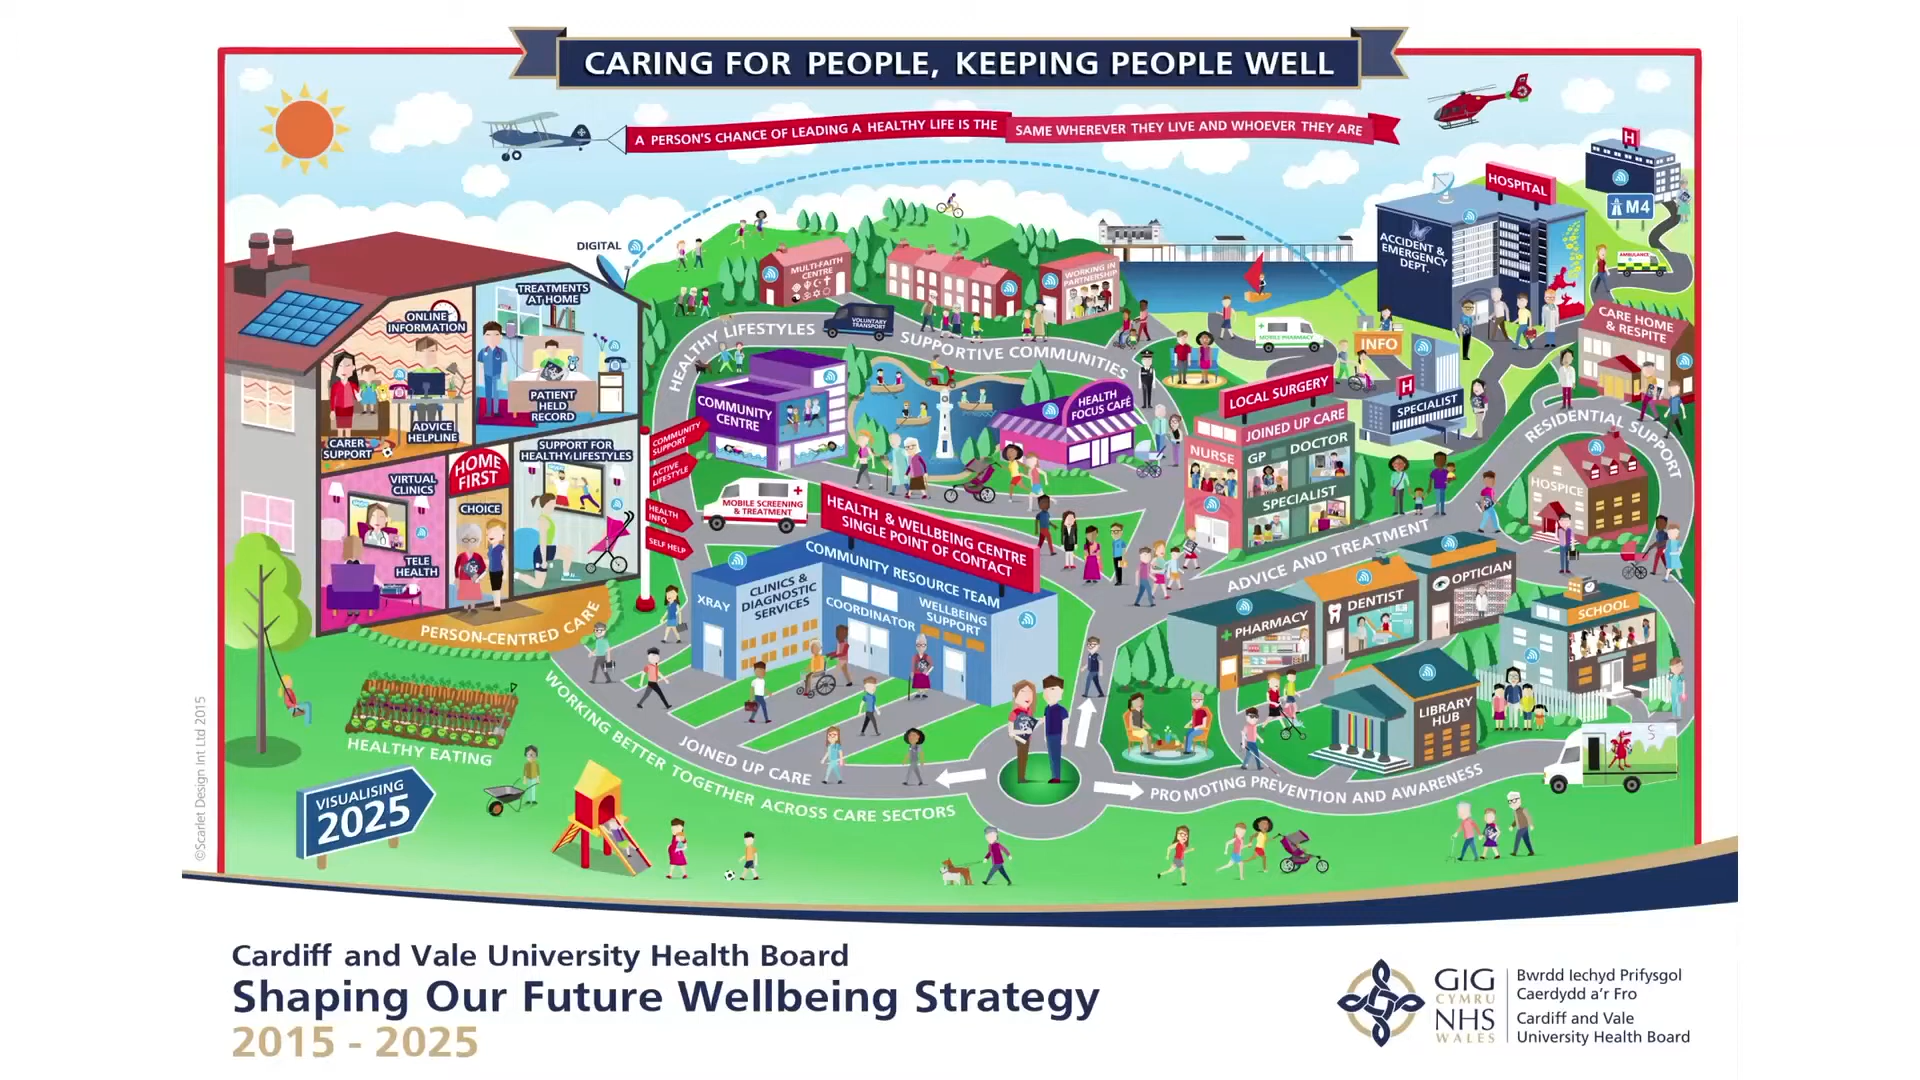 CARING FOR PEOPLE, KEEPING PEOPLE WELL
A PERSON'S CHANCE OF LEADING A HEALTHY LIFE IS THE SAME WHEREVER THEY LIVE AND WHOEVER THEY ARE
H
HOSPITAL
M4
ACCIDENT &
EMERGENCY
DEPT.
AMBULANCE
DIGITAL
MULTI-FAITH
CENTRE
WORKING IN
PARTNERSHIP
TREATMENTS
AT HOME
ONLINE
INFORMATION
PATIENT
HELD
RECORD
ADVICE
HELPLINE
CARER
SUPPORT
SUPPORT FOR
HEALTHY LIFESTYLES
HOME
FIRST
VIRTUAL
CLINICS
CHOICE
TELE
HEALTH
PERSON-CENTRED CARE
HEALTHY LIFESTYLES
VOLUNTARY
TRANSPORT
SUPPORTIVE COMMUNITIES
MOBILE PHARMACY
INFO
CARE HOME
& RESPITE
H
SPECIALIST
COMMUNITY
CENTRE
HEALTH
FOCUS CAFÉ
COMMUNITY
SUPPORT
ACTIVE
LIFESTYLE
HEALTH
INFO.
SELF HELP
MOBILE SCREENING
& TREATMENT
LOCAL SURGERY
JOINED UP CARE
NURSE
GP
DOCTOR
SPECIALIST
RESIDENTIAL SUPPORT
HOSPICE
HEALTH & WELLBEING CENTRE
SINGLE POINT OF CONTACT
COMMUNITY RESOURCE TEAM
XRAY
CLINICS &
DIAGNOSTIC
SERVICES
COORDINATOR
WELLBEING
SUPPORT
ADVICE AND TREATMENT
PHARMACY
DENTIST
OPTICIAN
SCHOOL
LIBRARY
HUB
HEALTHY EATING
WORKING BETTER TOGETHER ACROSS CARE SECTORS
JOINED UP CARE
PROMOTING PREVENTION AND AWARENESS
VISUALISING
2025
©Scarlet Design Int Ltd 2015
Cardiff and Vale University Health Board
Shaping Our Future Wellbeing Strategy
2015 - 2025
GIG
CYMRU
NHS
WALES
Bwrdd Iechyd Prifysgol
Caerdydd a'r Fro
Cardiff and Vale
University Health Board